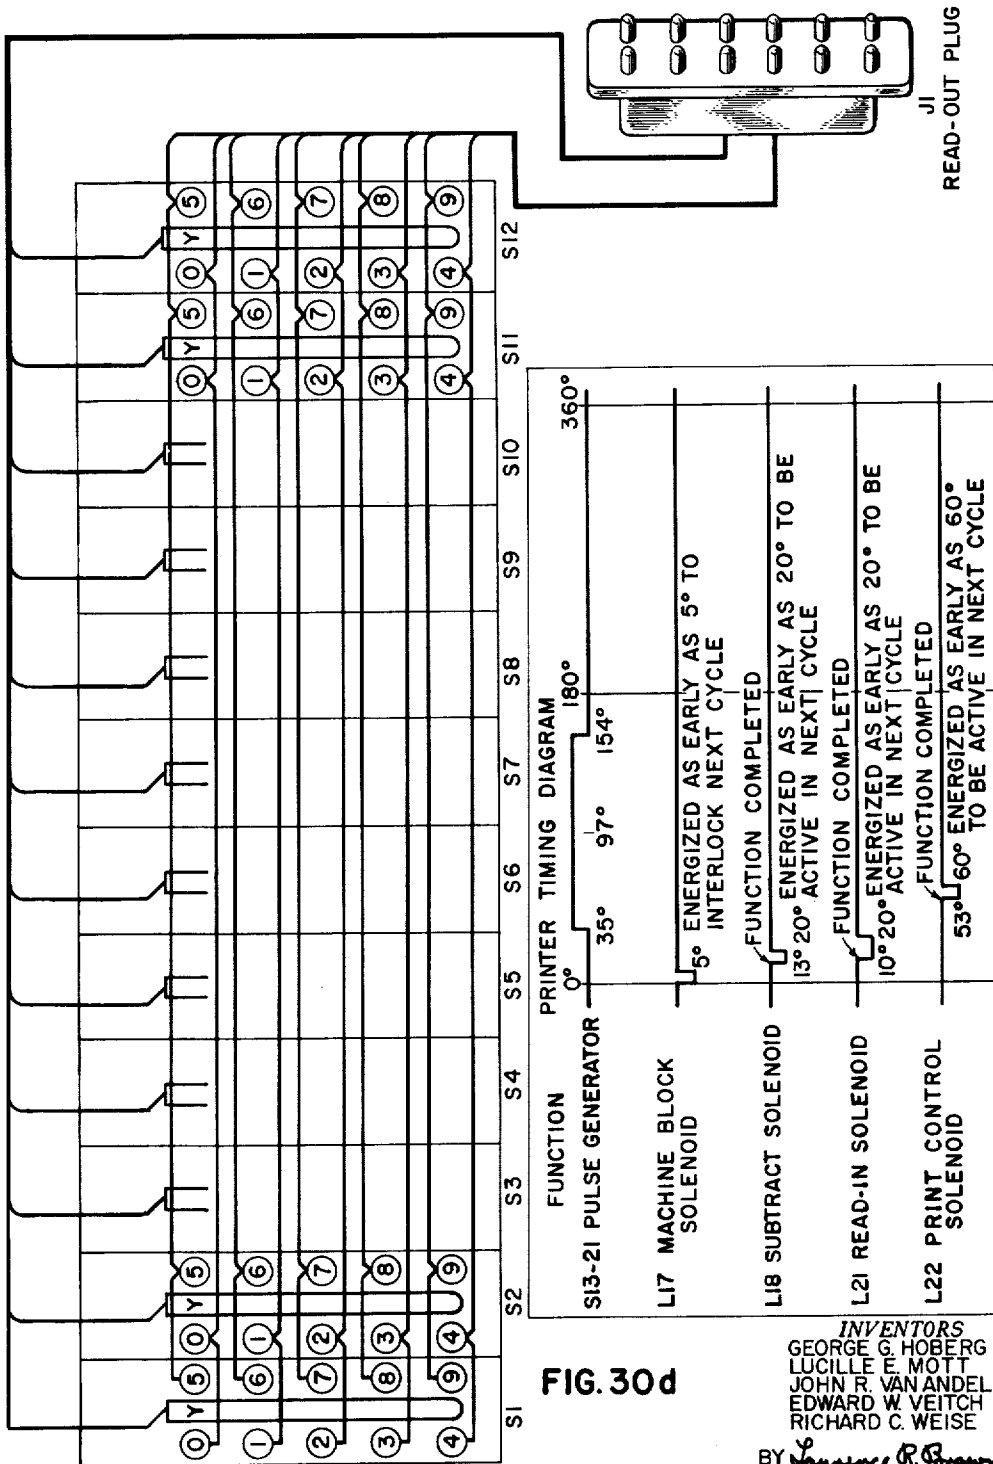 J1
READ-OUT PLUG
5 6 7 8 9
Y
0 1 2 3 4
S12
5 6 7 8 9
Y
0 1 2 3 4
S11
S10
S9
S8
S7
S6
S5
S4
S3
5 6 7 8 9
Y
0 1 2 3 4
S2
5 6 7 8 9
Y
0 1 2 3 4
S1
PRINTER TIMING DIAGRAM
FUNCTION
0° 180° 360°
S13-21 PULSE GENERATOR
35° 97° 154°
L17 MACHINE BLOCK
SOLENOID
5° ENERGIZED AS EARLY AS 5° TO
INTERLOCK NEXT CYCLE
FUNCTION COMPLETED
L18 SUBTRACT SOLENOID
13° 20° ENERGIZED AS EARLY AS 20° TO BE
ACTIVE IN NEXT CYCLE
FUNCTION COMPLETED
L21 READ-IN SOLENOID
10° 20° ENERGIZED AS EARLY AS 20° TO BE
ACTIVE IN NEXT CYCLE
FUNCTION COMPLETED
L22 PRINT CONTROL
SOLENOID
53° 60° ENERGIZED AS EARLY AS 60°
TO BE ACTIVE IN NEXT CYCLE
FIG. 30d
INVENTORS
GEORGE G. HOBERG
LUCILLE E. MOTT
JOHN R. VAN ANDEL
EDWARD W. VEITCH
RICHARD C. WEISE
BY Laurence R. Brown